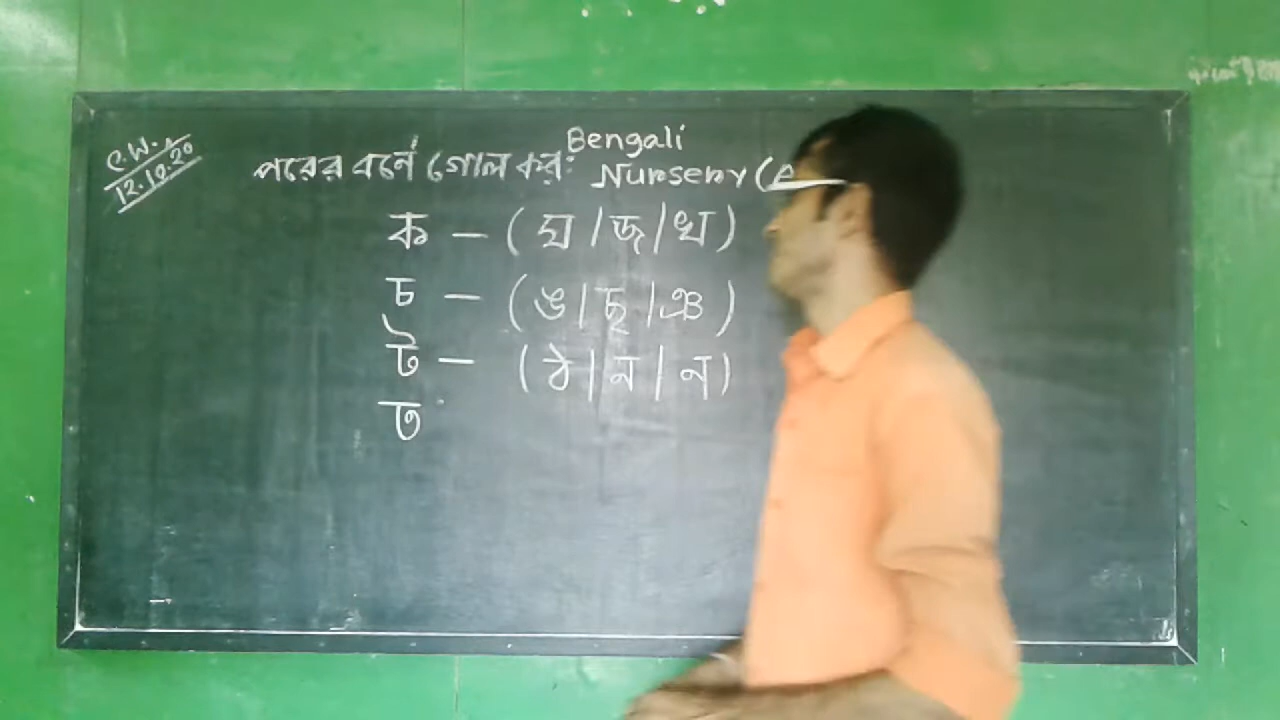 C.W.
12.10.20
Bengali
Nursery (A
পরের বর্নে গোল কর:
ক – ( ঘ / জ / খ )
চ – ( ঙ / ছ / ঞ )
ট – ( ঠ / ন / ন )
ত